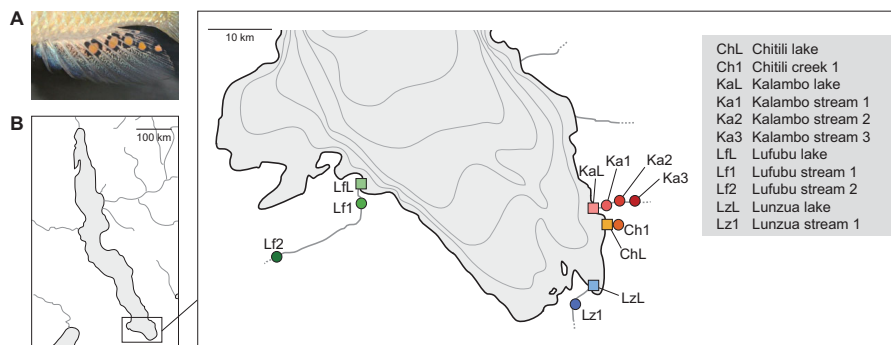 A
B
100 km
10 km
LfL
Lf1
Lf2
KaL
Ka1
Ka2
Ka3
Ch1
ChL
LzL
Lz1
ChL Chitili lake
Ch1 Chitili creek 1
KaL Kalambo lake
Ka1 Kalambo stream 1
Ka2 Kalambo stream 2
Ka3 Kalambo stream 3
LfL Lufubu lake
Lf1 Lufubu stream 1
Lf2 Lufubu stream 2
LzL Lunzua lake
Lz1 Lunzua stream 1